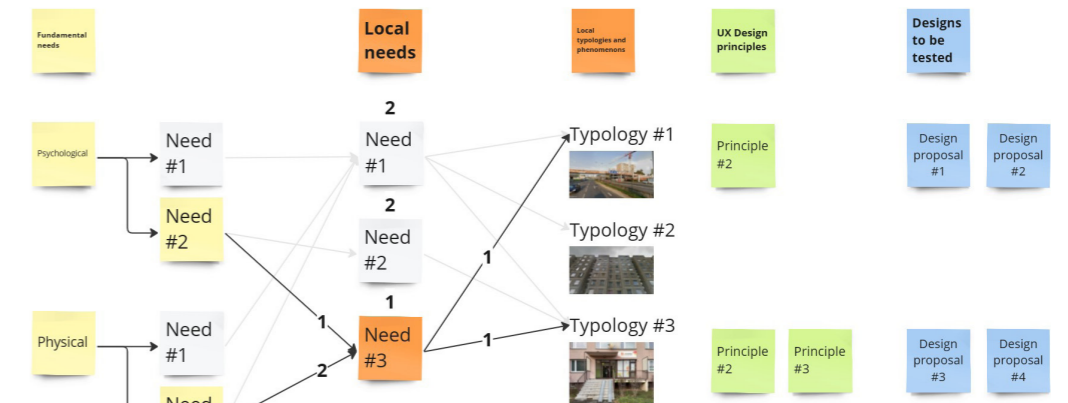 Fundamental
needs
Local
needs
Local
typologies and
phenomenons
UX Design
principles
Designs
to be
tested
2
Psychological
Need
#1
Need
#1
Typology #1
Principle
#2
Design
proposal
#1
Design
proposal
#2
Need
#2
2
Need
#2
Typology #2
1
1
Need
#3
1
1
2
Typology #3
Physical
Need
#1
Principle
#2
Principle
#3
Design
proposal
#3
Design
proposal
#4
Need